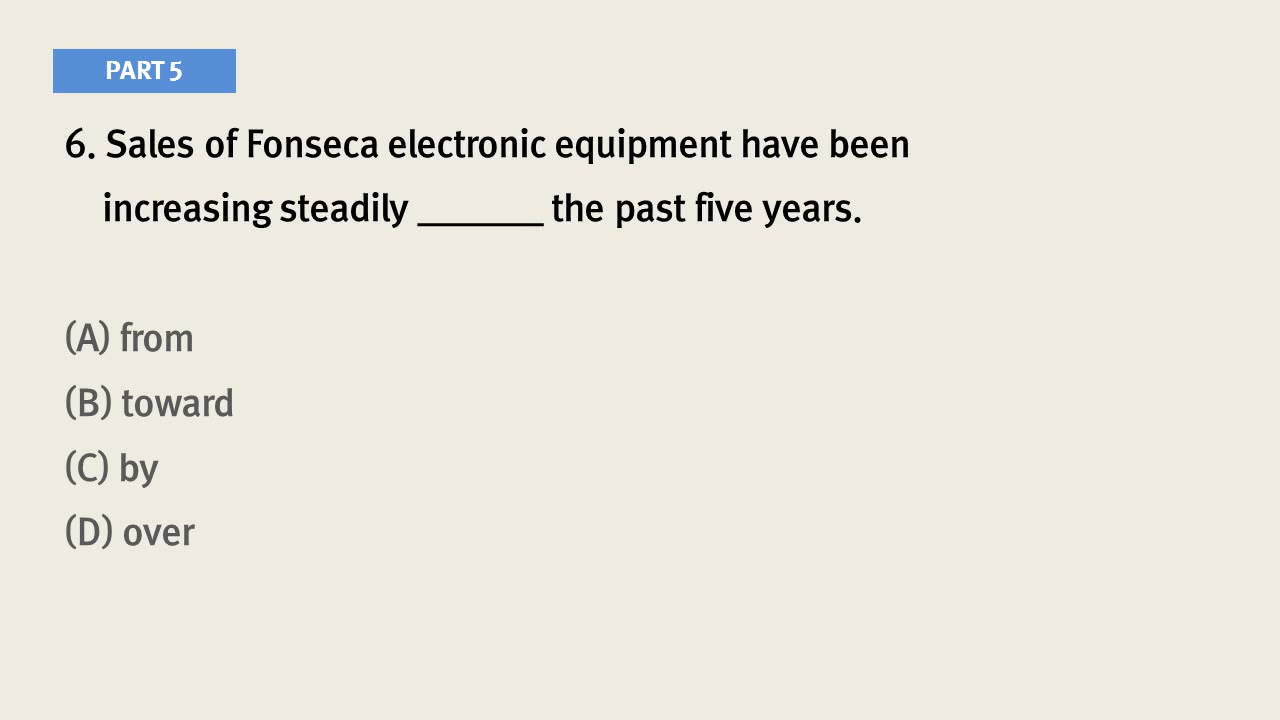 PART 5
6. Sales of Fonseca electronic equipment have been
increasing steadily ______ the past five years.
(A) from
(B) toward
(C) by
(D) over